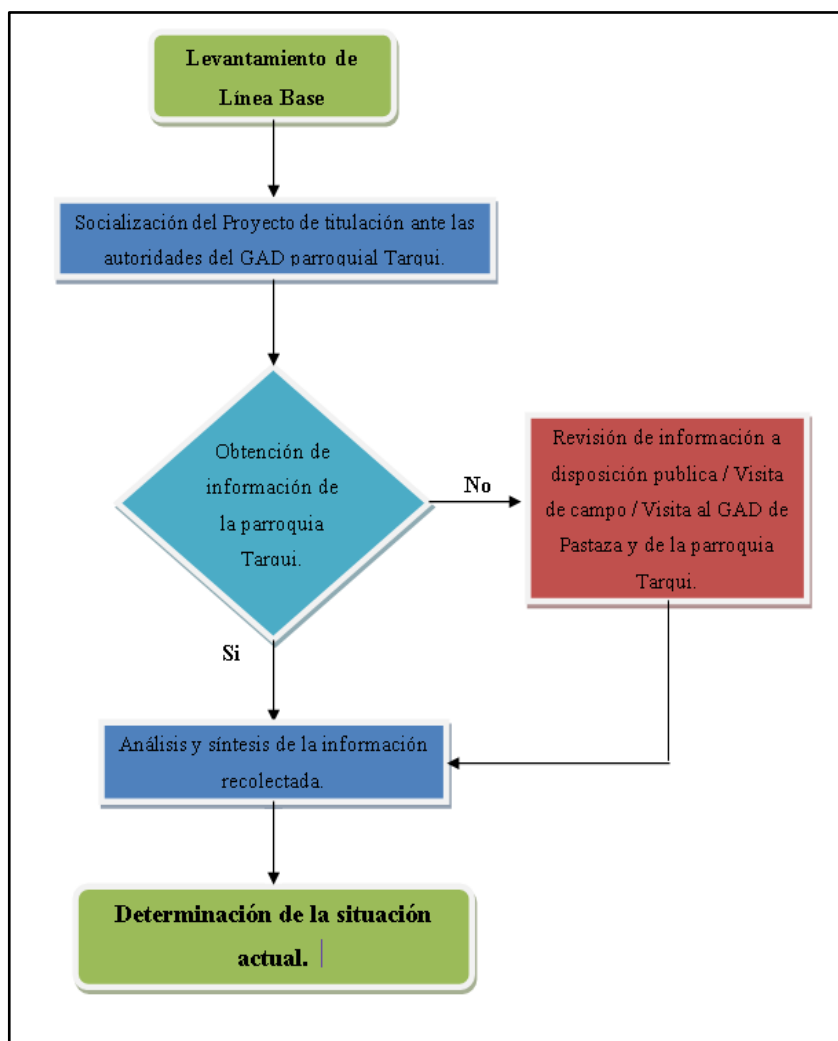 Levantamiento de
Línea Base
Socialización del Proyecto de titulación ante las
autoridades del GAD parroquial Tarqui.
Obtención de
información de
la parroquia
Tarqui.
No
Revisión de información a
disposición publica / Visita
de campo / Visita al GAD de
Pastaza y de la parroquia
Tarqui.
Si
Análisis y síntesis de la información
recolectada.
Determinación de la situación
actual.